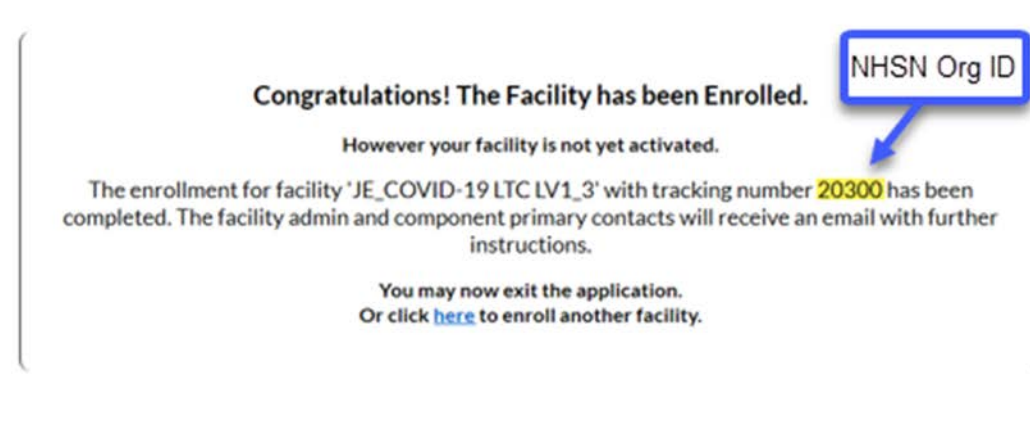 NHSN Org ID
Congratulations! The Facility has been Enrolled.
However your facility is not yet activated.
The enrollment for facility 'JE_COVID-19 LTC LV1_3' with tracking number 20300 has been
completed. The facility admin and component primary contacts will receive an email with further
instructions.
You may now exit the application.
Or click here to enroll another facility.